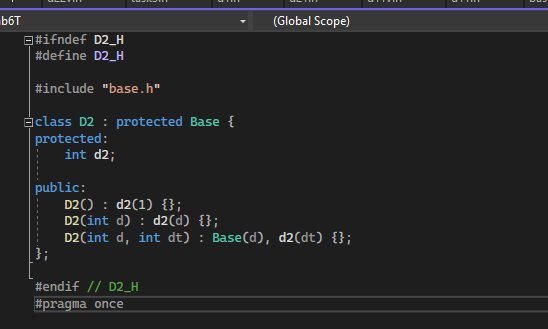 ab6T (Global Scope)
#ifndef D2_H
#define D2_H
#include "base.h"
class D2 : protected Base {
protected:
int d2;
public:
D2() : d2(1) {};
D2(int d) : d2(d) {};
D2(int d, int dt) : Base(d), d2(dt) {};
};
#endif // D2_H
#pragma once